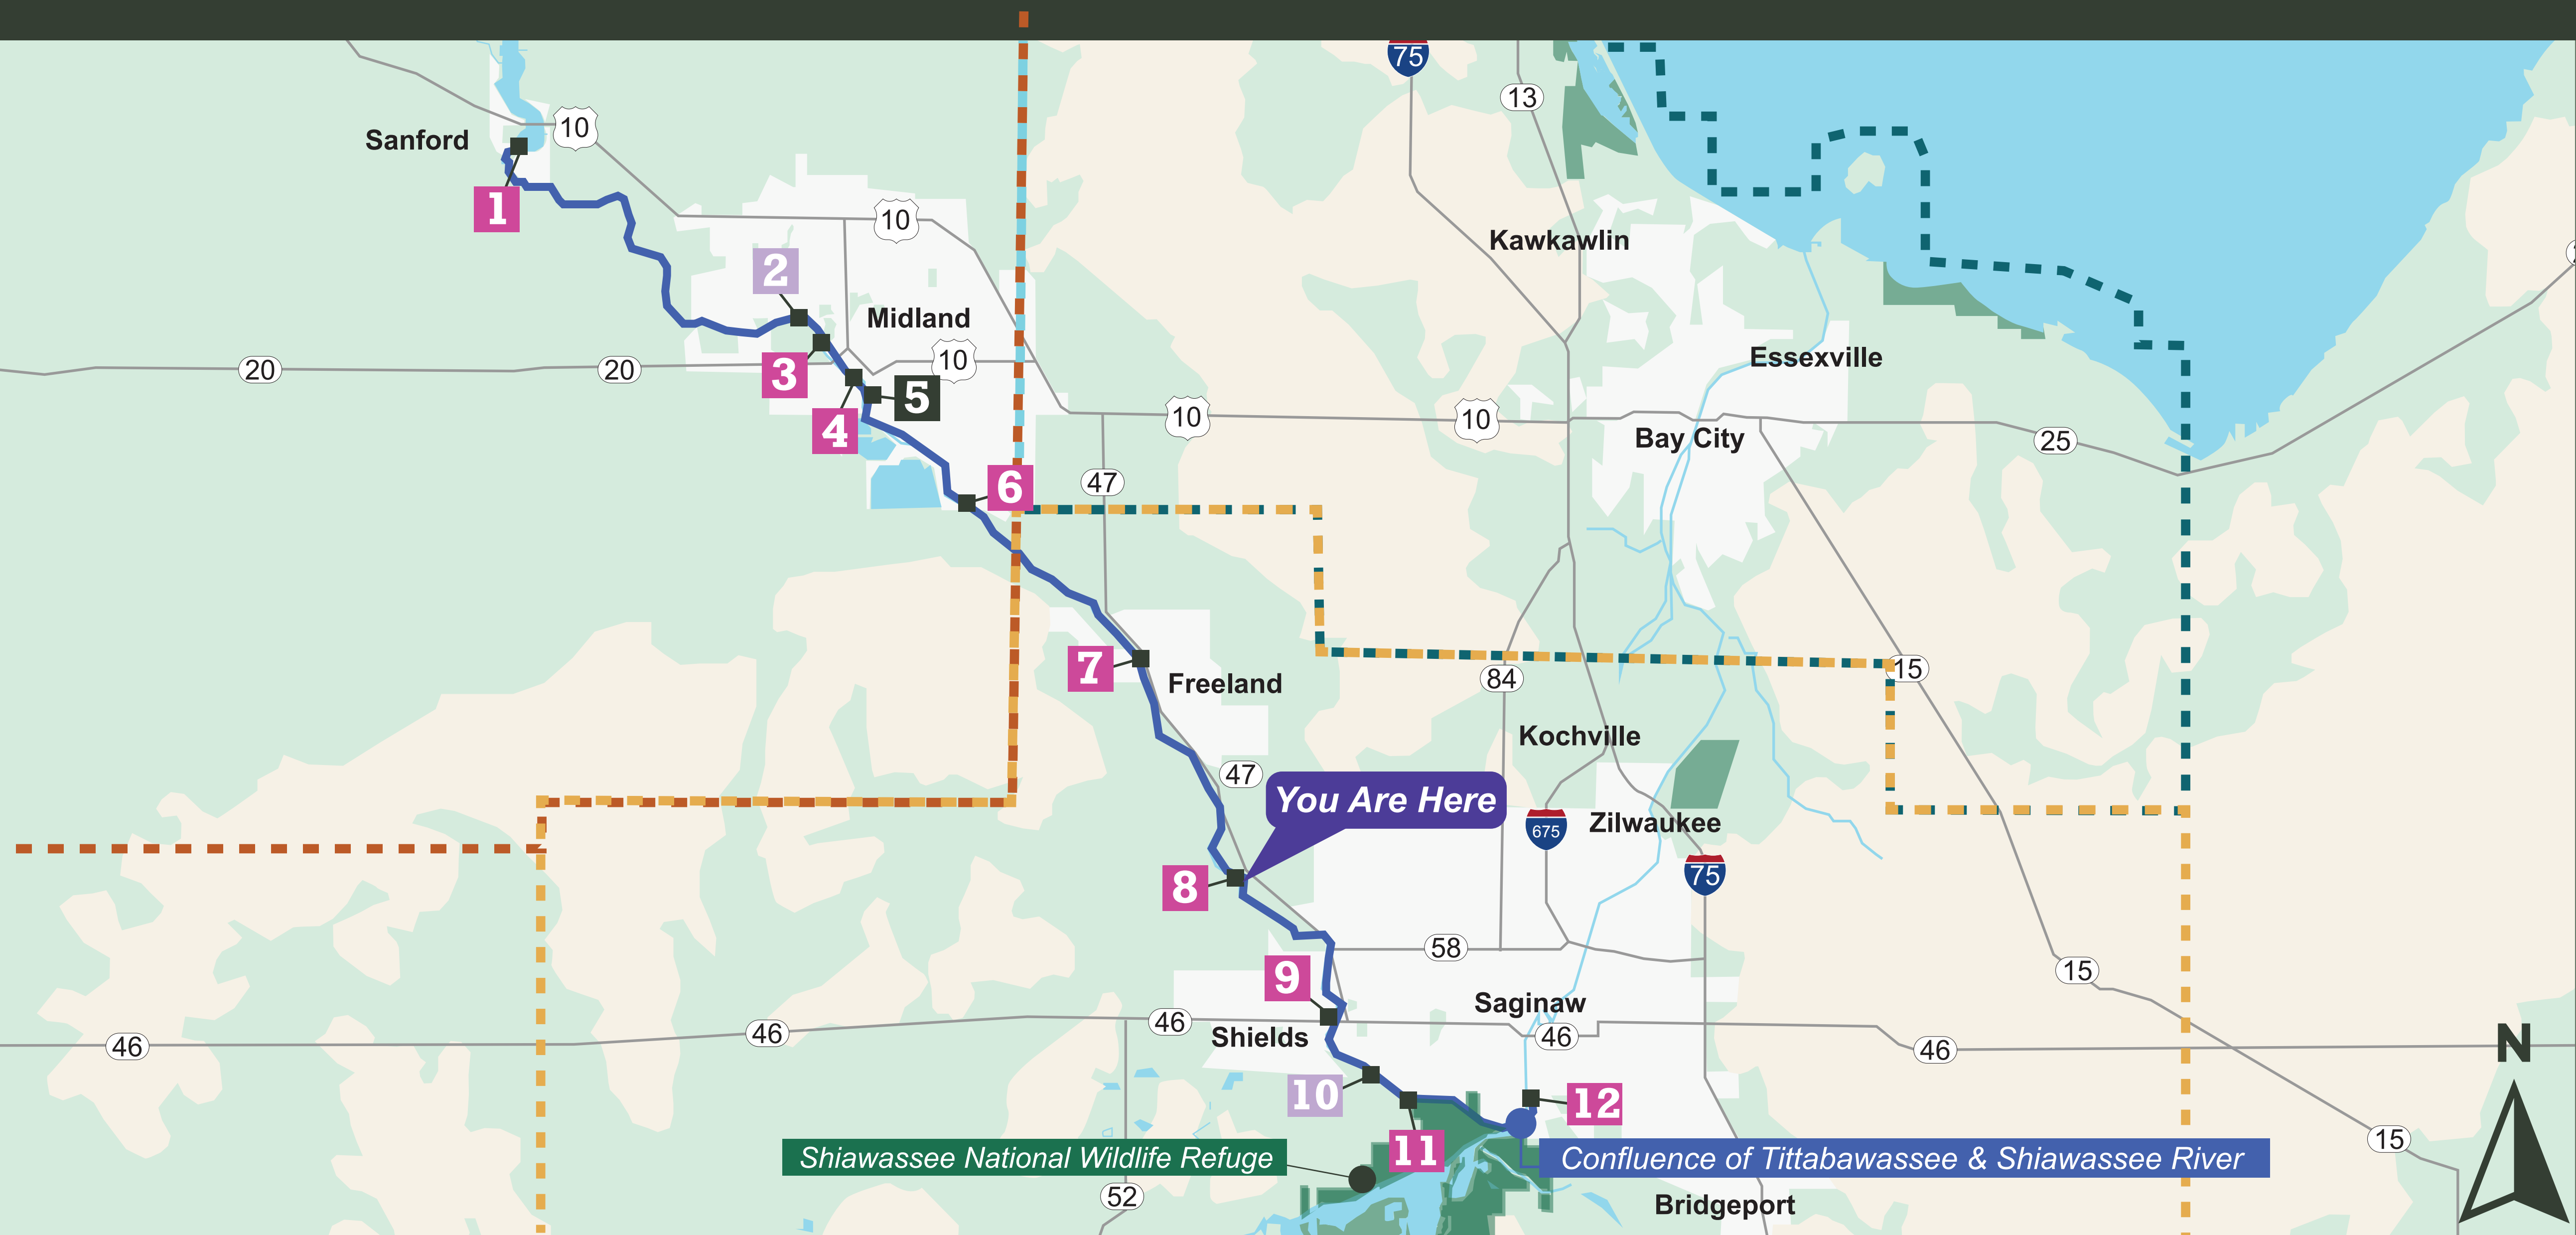 75
13
10
Sanford
1
10
Kawkawlin
2
Midland
Essexville
10
20
20
3
5
4
10
10
Bay City
25
6
47
7
Freeland
84
15
Kochville
47
You Are Here
675
Zilwaukee
75
8
58
9
15
Saginaw
46
46
46
Shields
46
46
N
10
12
11
15
Shiawassee National Wildlife Refuge
Confluence of Tittabawassee & Shiawassee River
52
Bridgeport